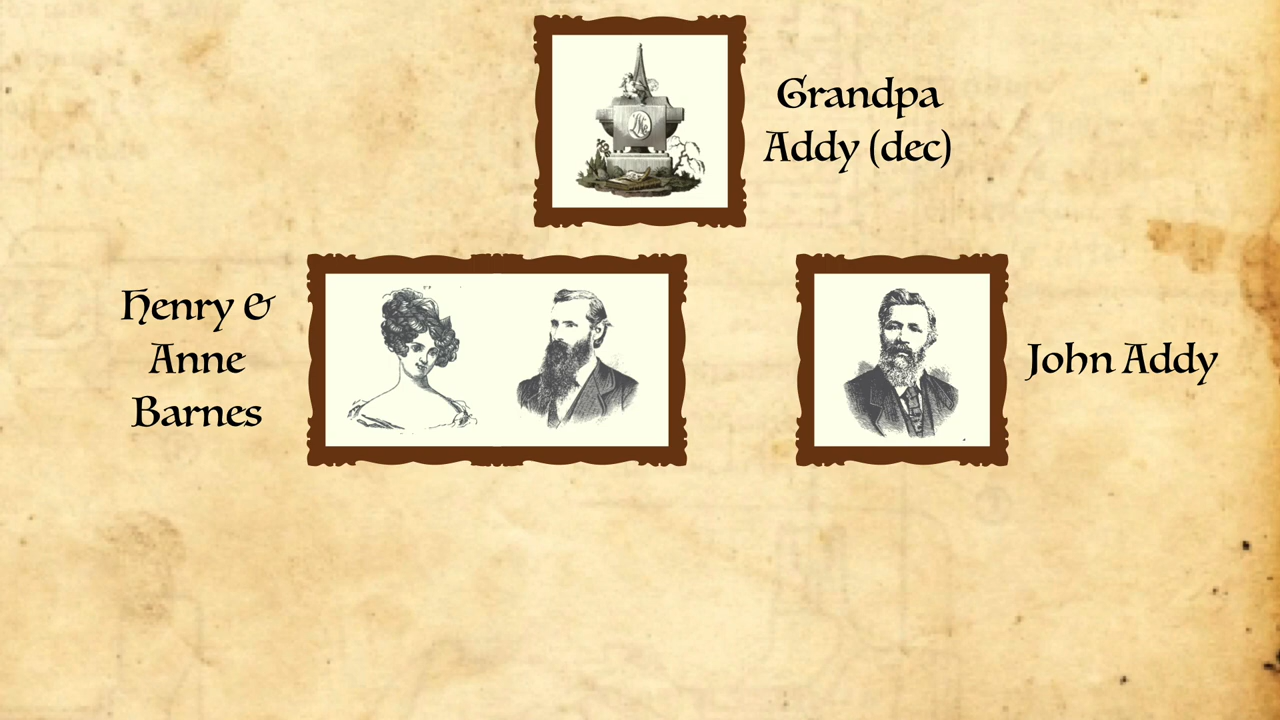 Grandpa
Addy (dec)
Henry &
Anne
Barnes
John Addy